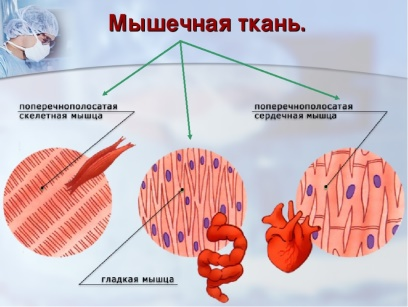 Мышечная ткань.
поперечнополосатая
скелетная мышца
поперечнополосатая
сердечная мышца
гладкая мышца